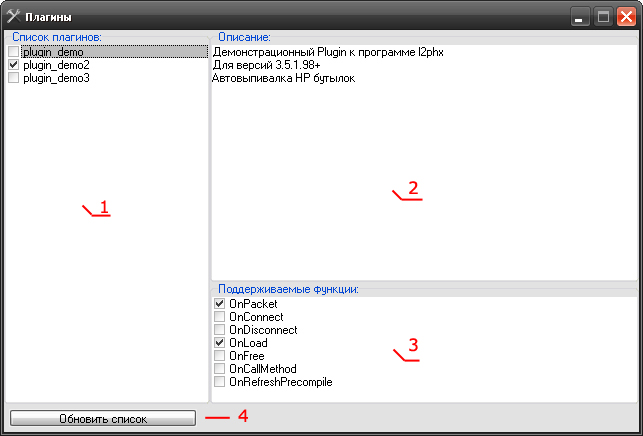 Плагины
Список плагинов:
plugin_demo
plugin_demo2
plugin_demo3
1
Описание:
Демонстрационный Plugin к программе l2phx
Для версий 3.5.1.98+
Автовыпивалка HP бутылок
2
Поддерживаемые функции:
OnPacket
OnConnect
OnDisconnect
OnLoad
OnFree
OnCallMethod
OnRefreshPrecompile
3
Обновить список
4